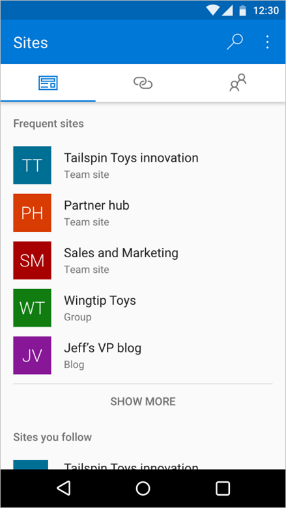 12:30
Sites
Frequent sites
TT
Tailspin Toys innovation
Team site
PH
Partner hub
Team site
SM
Sales and Marketing
Team site
WT
Wingtip Toys
Group
JV
Jeff's VP blog
Blog
SHOW MORE
Sites you follow
Tailspin Toys innovation